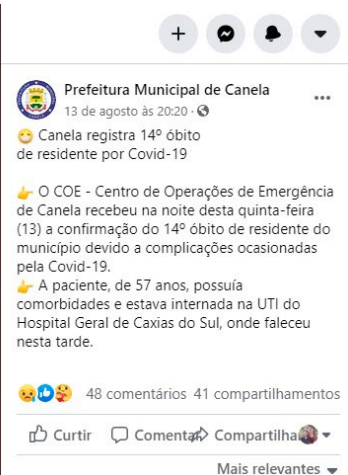 Prefeitura Municipal de Canela
13 de agosto às 20:20 ·
😷 Canela registra 14º óbito
de residente por Covid-19
👉 O COE - Centro de Operações de Emergência
de Canela recebeu na noite desta quinta-feira
(13) a confirmação do 14º óbito de residente do
município devido a complicações ocasionadas
pela Covid-19.
👉 A paciente, de 57 anos, possuía
comorbidades e estava internada na UTI do
Hospital Geral de Caxias do Sul, onde faleceu
nesta tarde.
48 comentários 41 compartilhamentos
Curtir Comentar Compartilha
Mais relevantes